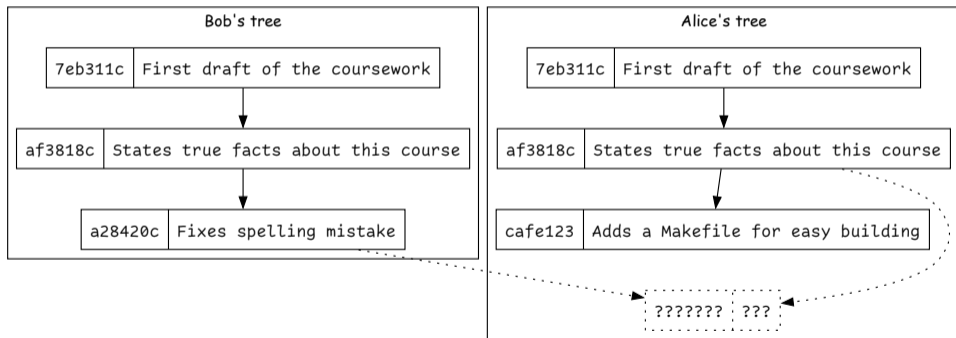 Bob's tree
7eb311c First draft of the coursework
af3818c States true facts about this course
a28420c Fixes spelling mistake
Alice's tree
7eb311c First draft of the coursework
af3818c States true facts about this course
cafe123 Adds a Makefile for easy building
??????? ???